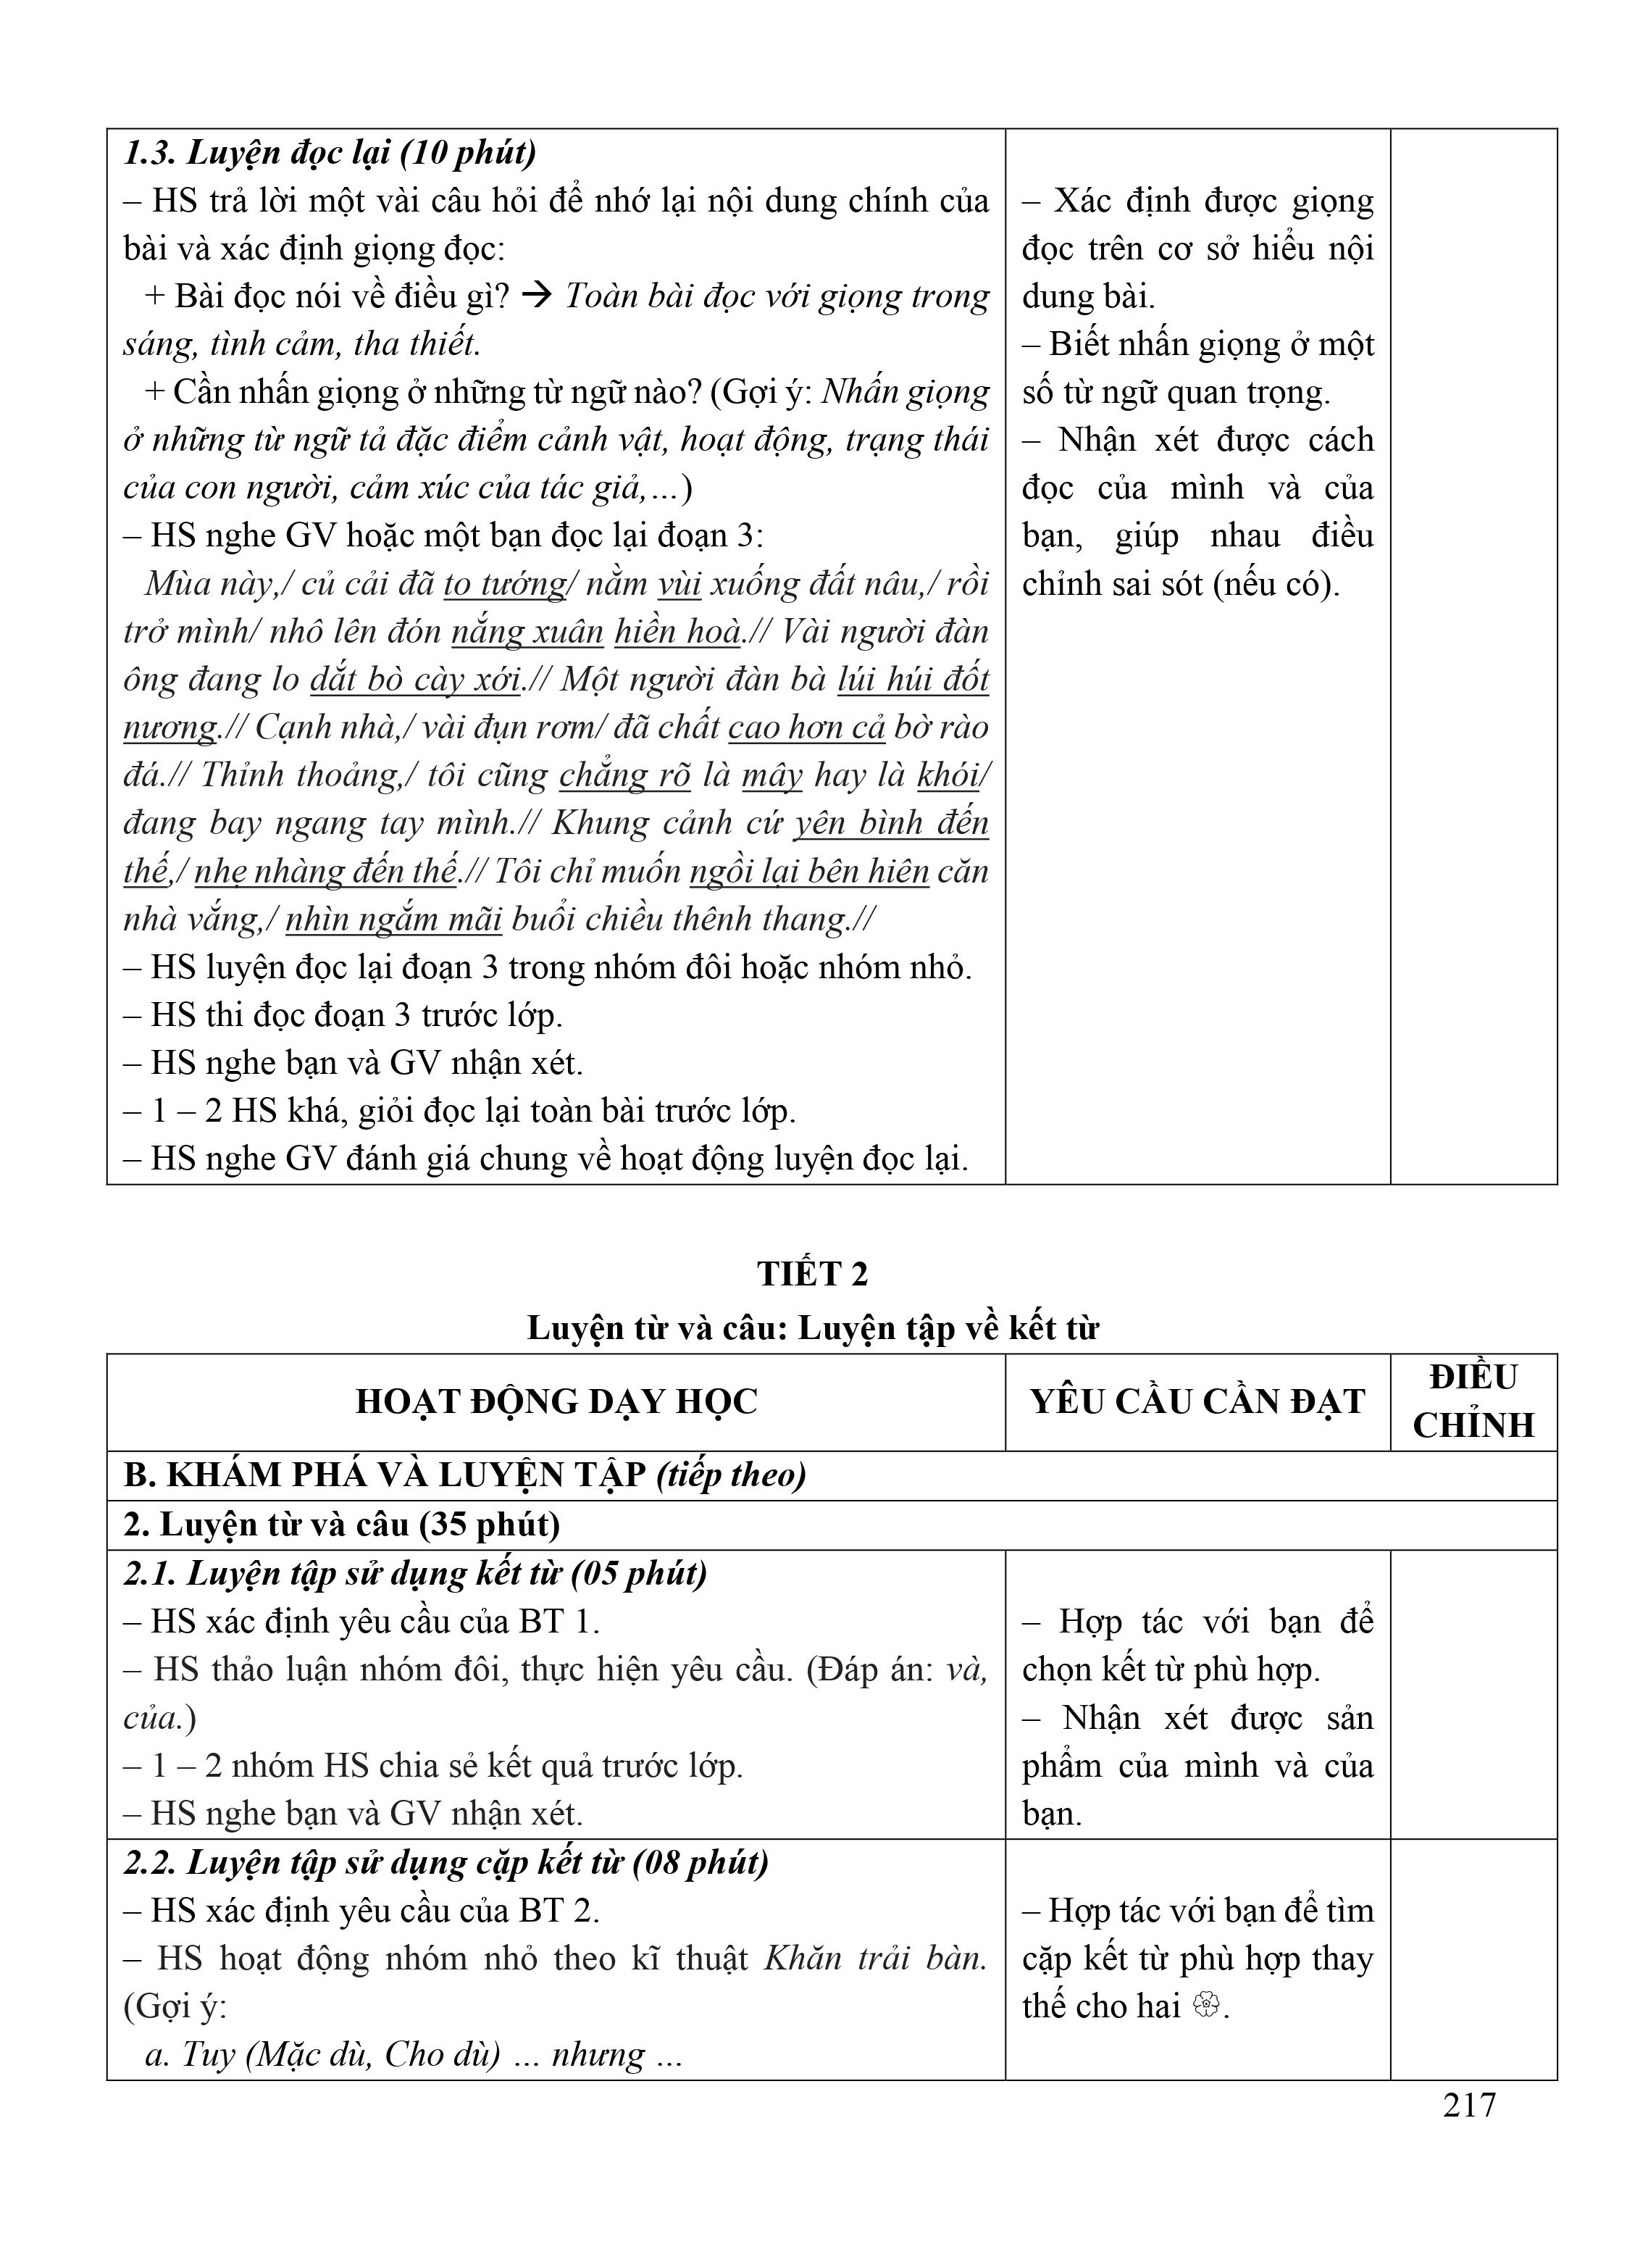 1.3. Luyện đọc lại (10 phút)
– HS trả lời một vài câu hỏi để nhớ lại nội dung chính của
bài và xác định giọng đọc:
+ Bài đọc nói về điều gì? → Toàn bài đọc với giọng trong
sáng, tình cảm, tha thiết.
+ Cần nhấn giọng ở những từ ngữ nào? (Gợi ý: Nhấn giọng
ở những từ ngữ tả đặc điểm cảnh vật, hoạt động, trạng thái
của con người, cảm xúc của tác giả,…)
– HS nghe GV hoặc một bạn đọc lại đoạn 3:
Mùa này,/ củ cải đã to tướng/ nằm vùi xuống đất nâu,/ rồi
trở mình/ nhô lên đón nắng xuân hiền hoà.// Vài người đàn
ông đang lo dắt bò cày xới.// Một người đàn bà lúi húi đốt
nương.// Cạnh nhà,/ vài đụn rơm/ đã chất cao hơn cả bờ rào
đá.// Thỉnh thoảng,/ tôi cũng chẳng rõ là mây hay là khói/
đang bay ngang tay mình.// Khung cảnh cứ yên bình đến
thế,/ nhẹ nhàng đến thế.// Tôi chỉ muốn ngồi lại bên hiên căn
nhà vắng,/ nhìn ngắm mãi buổi chiều thênh thang.//
– HS luyện đọc lại đoạn 3 trong nhóm đôi hoặc nhóm nhỏ.
– HS thi đọc đoạn 3 trước lớp.
– HS nghe bạn và GV nhận xét.
– 1 – 2 HS khá, giỏi đọc lại toàn bài trước lớp.
– HS nghe GV đánh giá chung về hoạt động luyện đọc lại.
– Xác định được giọng
đọc trên cơ sở hiểu nội
dung bài.
– Biết nhấn giọng ở một
số từ ngữ quan trọng.
– Nhận xét được cách
đọc của mình và của
bạn, giúp nhau điều
chỉnh sai sót (nếu có).
TIẾT 2
Luyện từ và câu: Luyện tập về kết từ
HOẠT ĐỘNG DẠY HỌC
YÊU CẦU CẦN ĐẠT
ĐIỀU
CHỈNH
B. KHÁM PHÁ VÀ LUYỆN TẬP (tiếp theo)
2. Luyện từ và câu (35 phút)
2.1. Luyện tập sử dụng kết từ (05 phút)
– HS xác định yêu cầu của BT 1.
– HS thảo luận nhóm đôi, thực hiện yêu cầu. (Đáp án: và,
của.)
– 1 – 2 nhóm HS chia sẻ kết quả trước lớp.
– HS nghe bạn và GV nhận xét.
– Hợp tác với bạn để
chọn kết từ phù hợp.
– Nhận xét được sản
phẩm của mình và của
bạn.
2.2. Luyện tập sử dụng cặp kết từ (08 phút)
– HS xác định yêu cầu của BT 2.
– HS hoạt động nhóm nhỏ theo kĩ thuật Khăn trải bàn.
(Gợi ý:
a. Tuy (Mặc dù, Cho dù) … nhưng …
– Hợp tác với bạn để tìm
cặp kết từ phù hợp thay
thế cho hai 🏵.
217